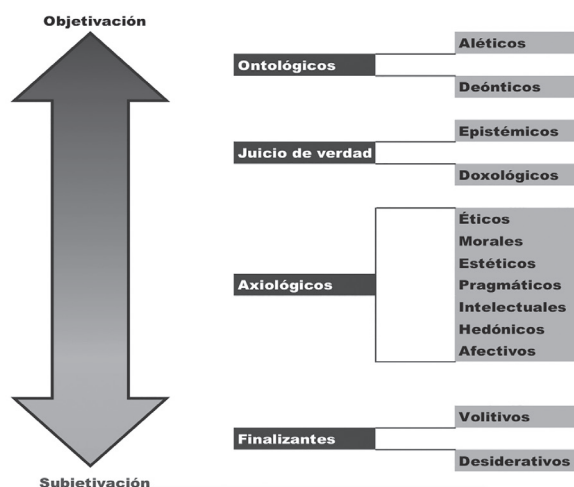 Objetivación
Ontológicos
Aléticos
Deónticos
Juicio de verdad
Epistémicos
Doxológicos
Axiológicos
Éticos
Morales
Estéticos
Pragmáticos
Intelectuales
Hedónicos
Afectivos
Finalizantes
Volitivos
Desiderativos
Subjetivación